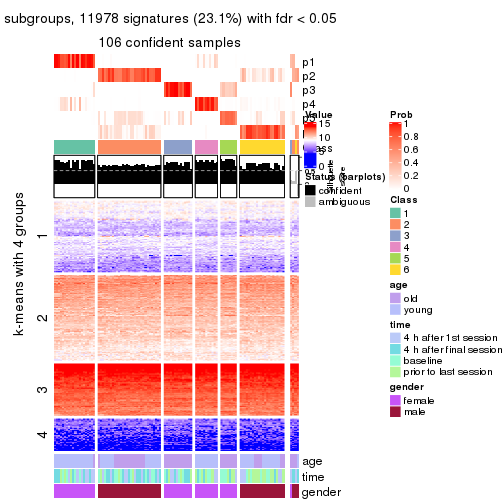 subgroups, 11978 signatures (23.1%) with fdr < 0.05
106 confident samples
p1
p2
p3
p4
Value
15
10
5
0
Status (barplots)
confident
ambiguous
Prob
1
0.8
0.6
0.4
0.2
0
Class
1
2
3
4
5
6
age
old
young
time
4 h after 1st session
4 h after final session
baseline
prior to last session
gender
female
male
k-means with 4 groups
1
2
3
4
age
time
gender